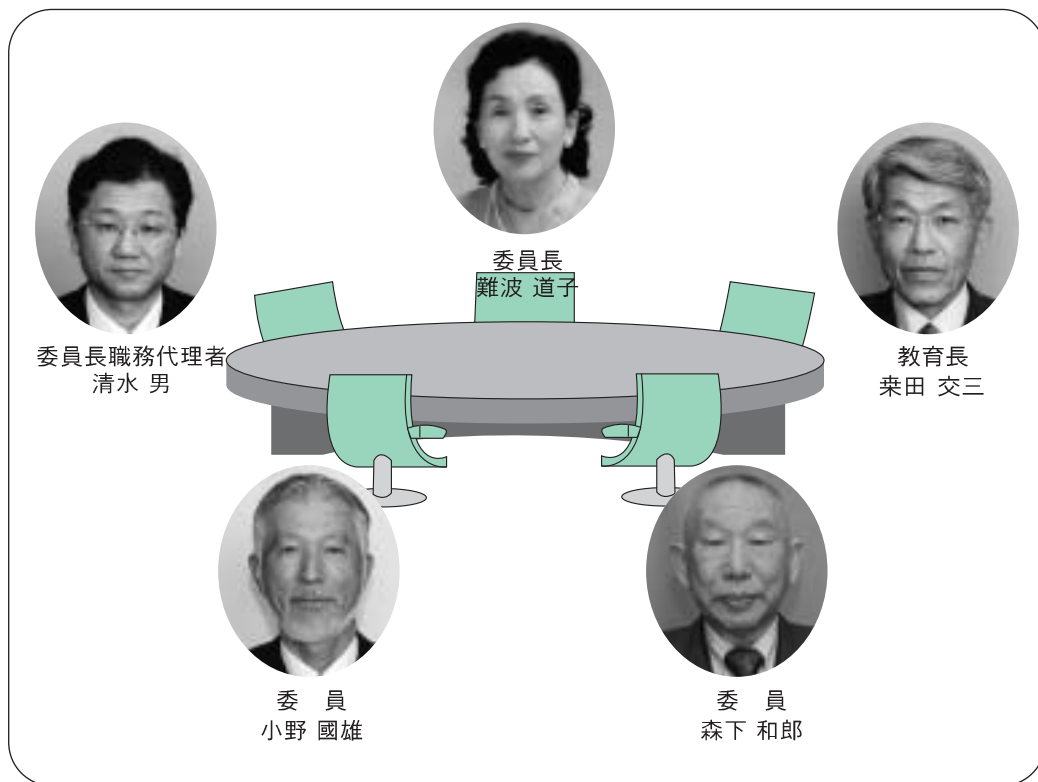 委員長
難波 道子
委員長職務代理者
清水 男
教育長
桒田 交三
委　員
小野 國雄
委　員
森下 和郎